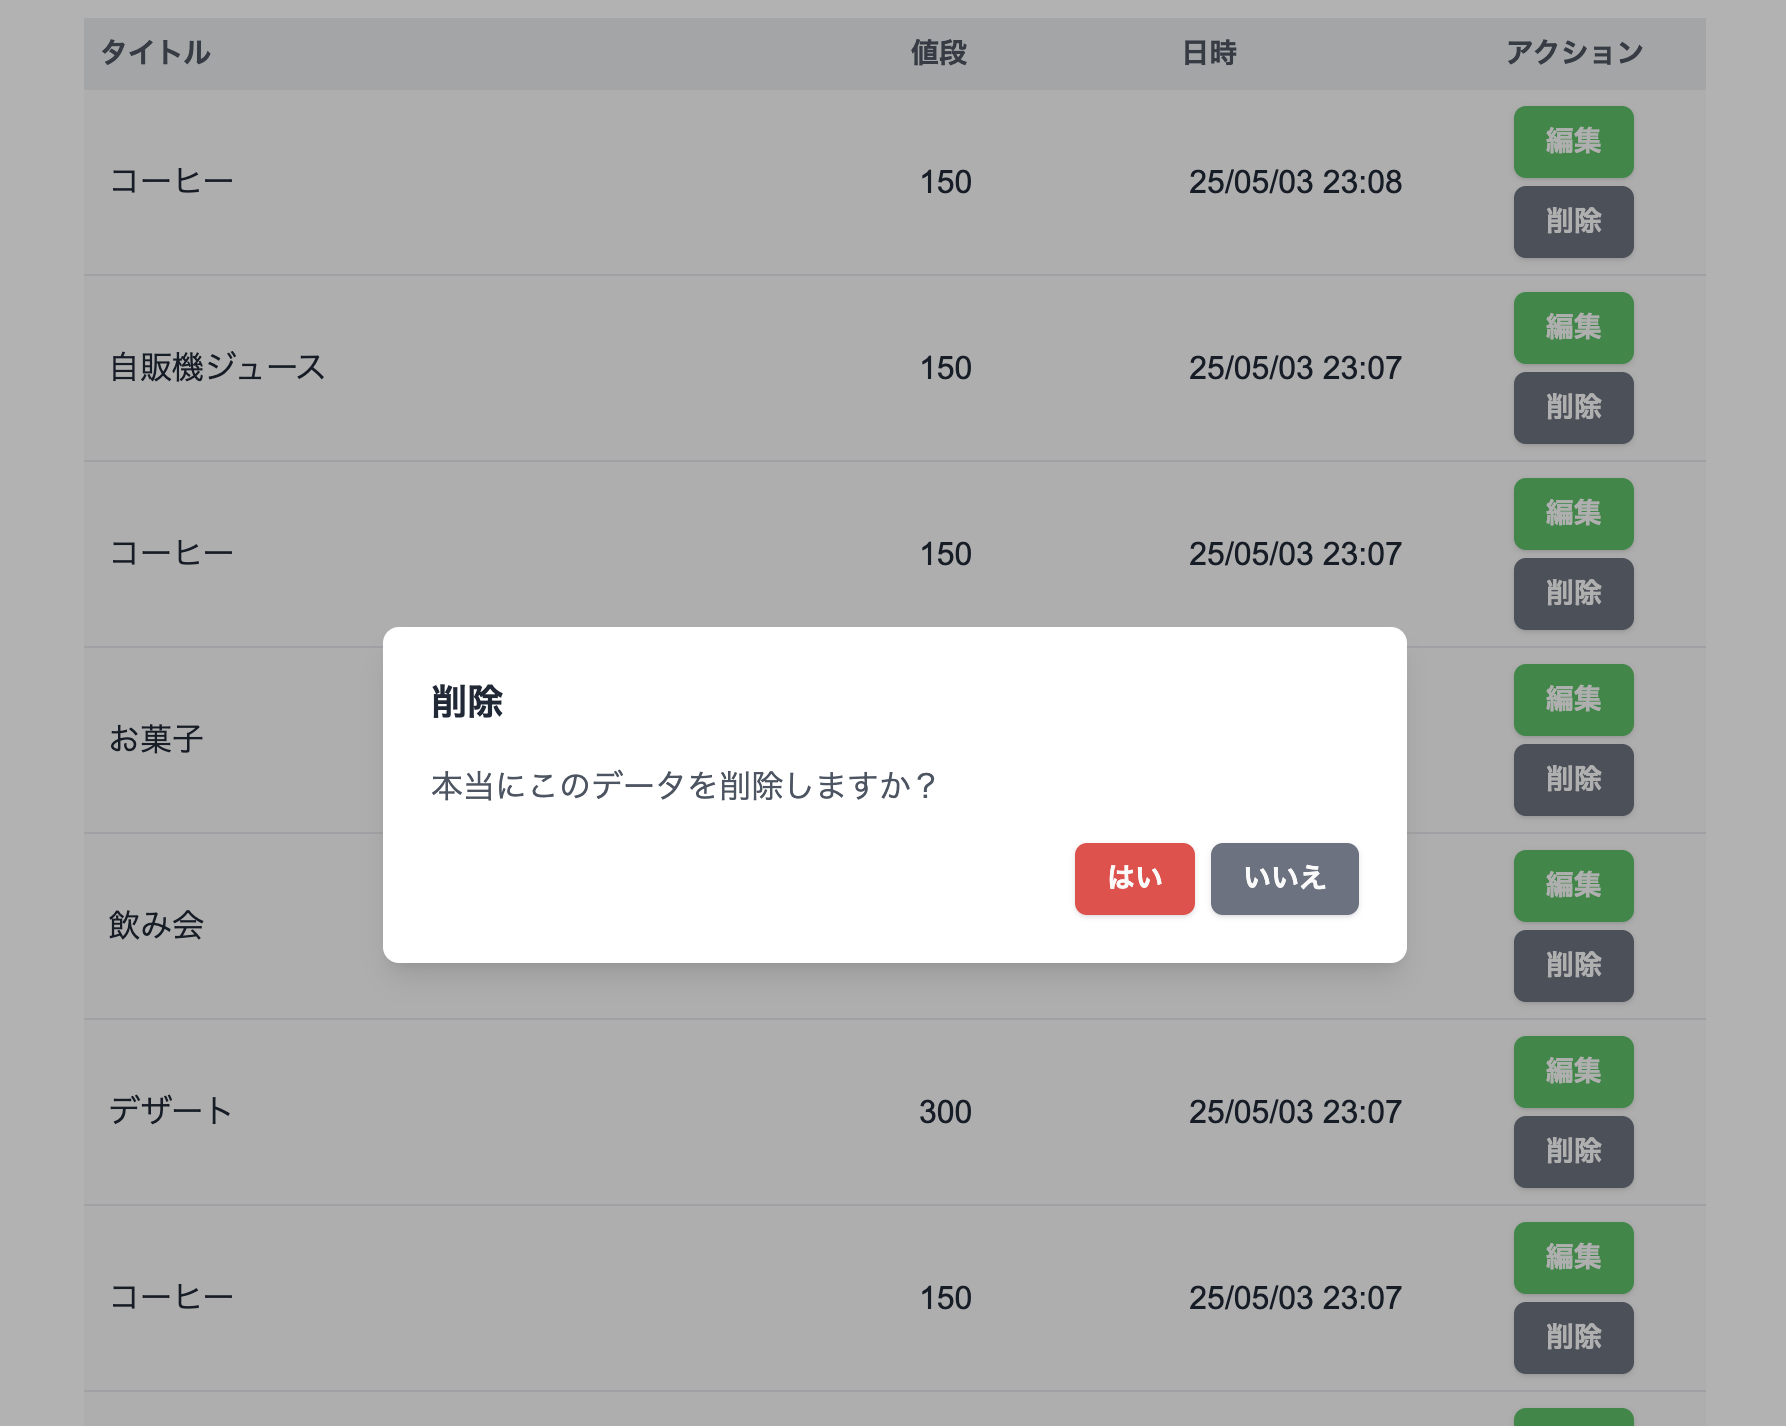 タイトル 値段 日時 アクション
コーヒー 150 25/05/03 23:08 編集
削除
自販機ジュース 150 25/05/03 23:07 編集
削除
コーヒー 150 25/05/03 23:07 編集
削除
お菓子 編集
削除
飲み会 編集
削除
デザート 300 25/05/03 23:07 編集
削除
コーヒー 150 25/05/03 23:07 編集
削除
削除
本当にこのデータを削除しますか？
はい いいえ